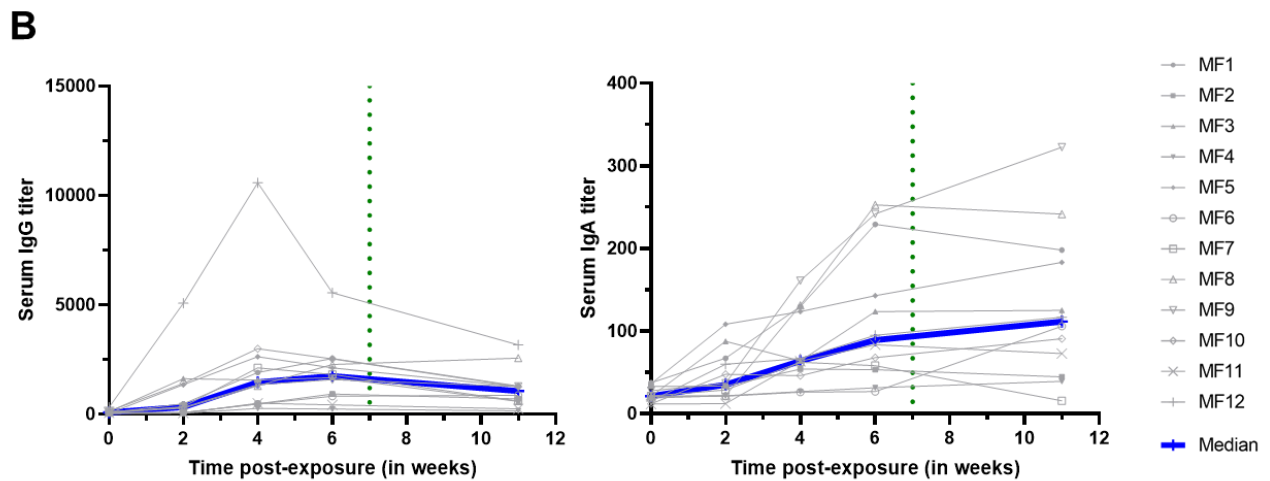 B
Serum IgG titer
15000
10000
5000
0
0 2 4 6 8 10 12
Time post-exposure (in weeks)
Serum IgA titer
400
300
200
100
0
0 2 4 6 8 10 12
Time post-exposure (in weeks)
MF1
MF2
MF3
MF4
MF5
MF6
MF7
MF8
MF9
MF10
MF11
MF12
Median